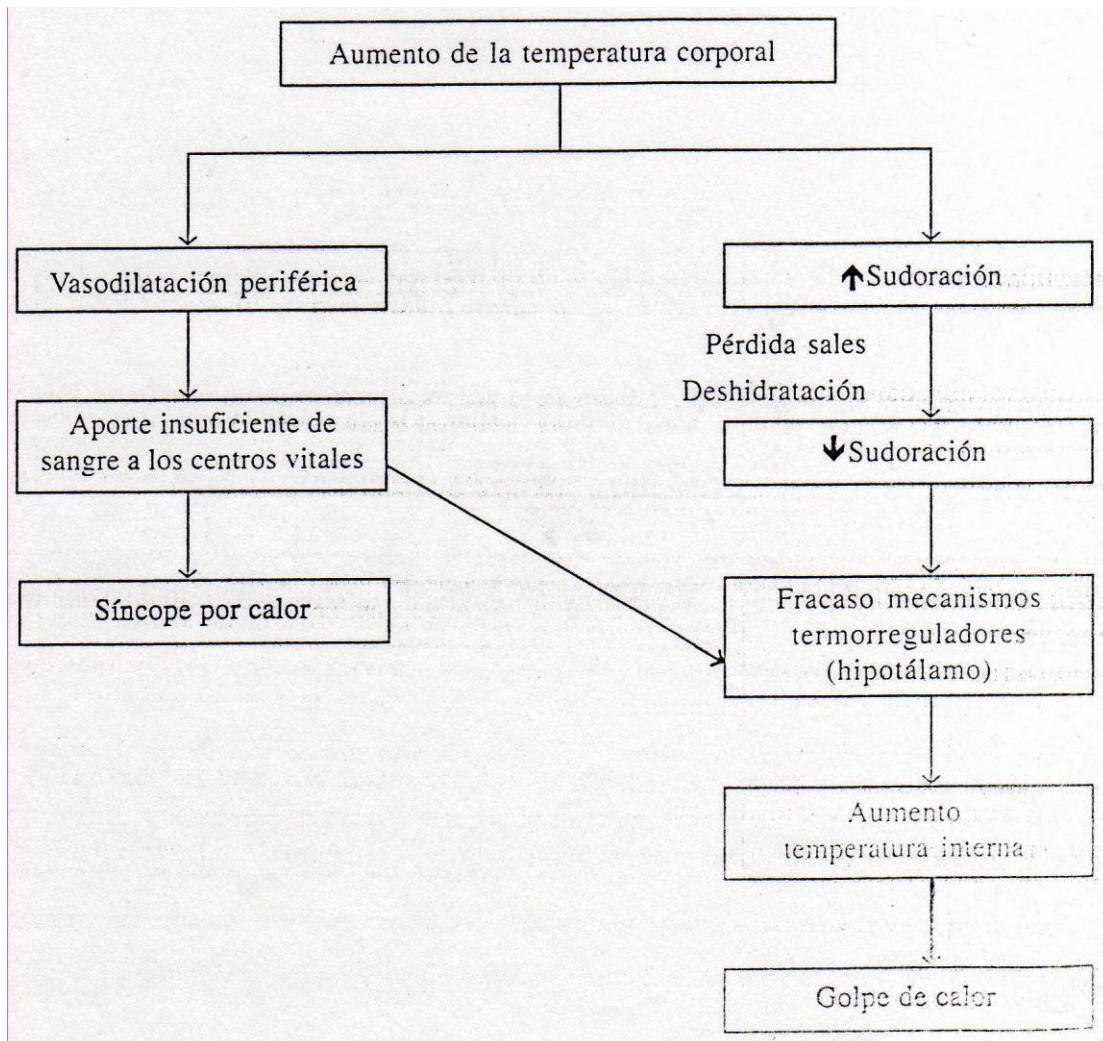 Aumento de la temperatura corporal
Vasodilatación periférica
↑Sudoración
Pérdida sales
Deshidratación
Aporte insuficiente de
sangre a los centros vitales
↓Sudoración
Síncope por calor
Fracaso mecanismos
termorreguladores
(hipotálamo)
Aumento
temperatura interna
Golpe de calor